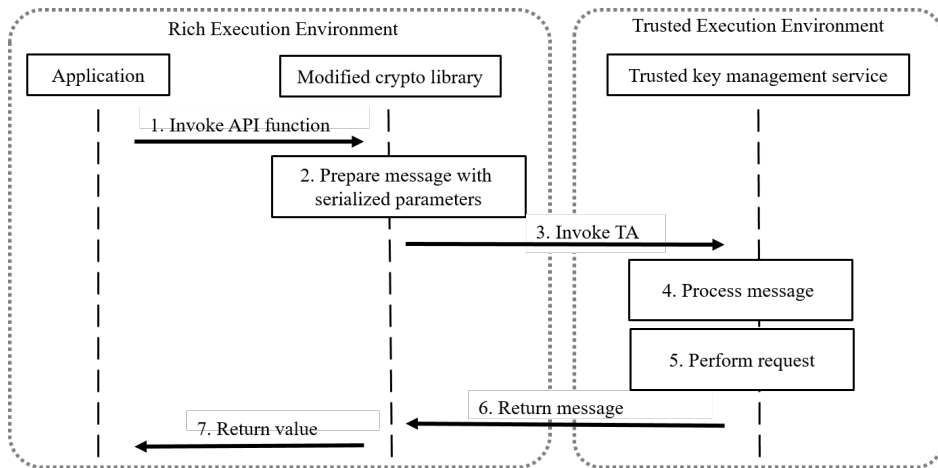 Rich Execution Environment
Trusted Execution Environment
Application
Modified crypto library
Trusted key management service
1. Invoke API function
2. Prepare message with
serialized parameters
3. Invoke TA
4. Process message
5. Perform request
6. Return message
7. Return value